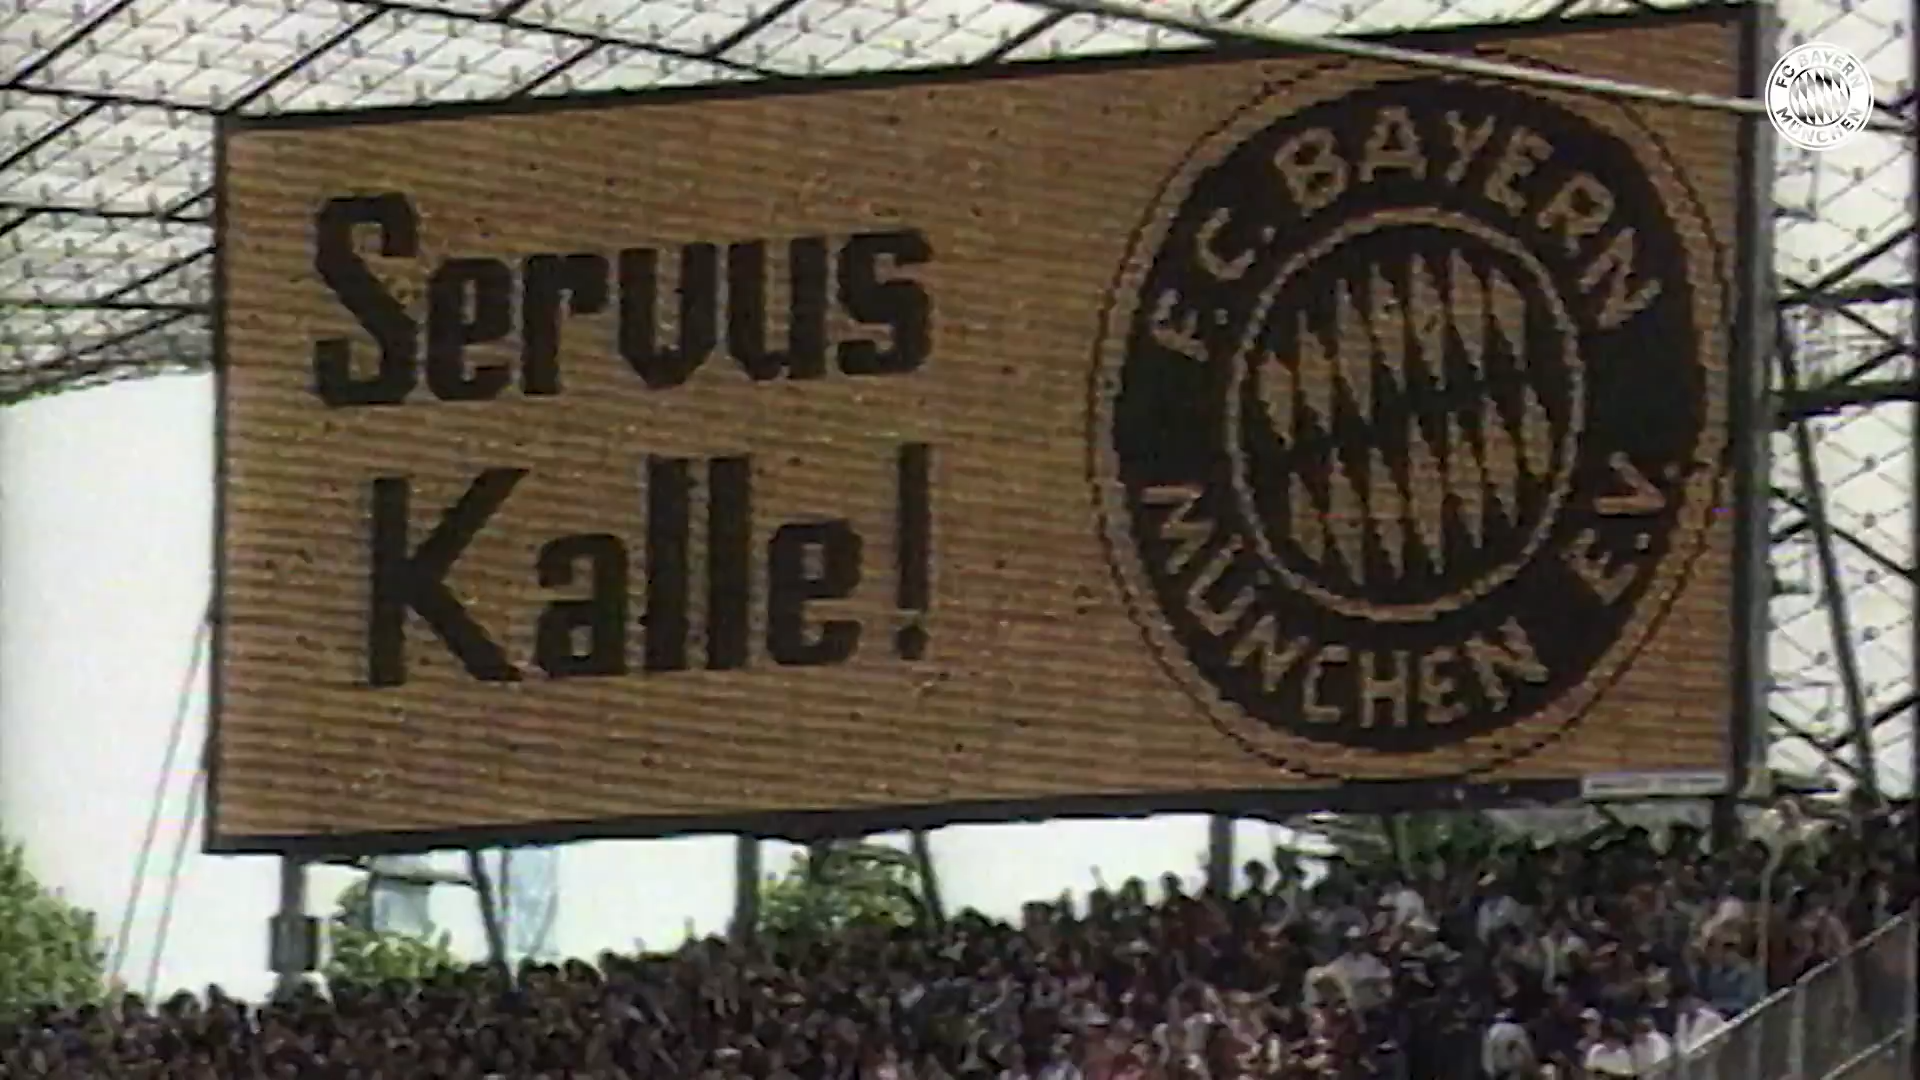 Servus
Kalle!
F.C. BAYERN
MÜNCHEN E.V.
FC BAYERN
MÜNCHEN